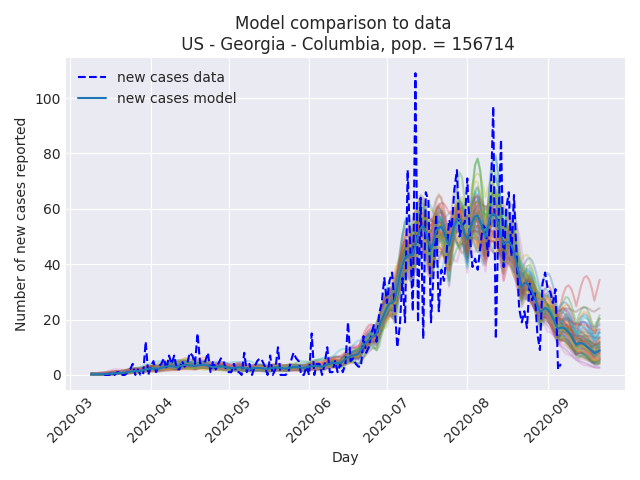 Model comparison to data
US - Georgia - Columbia, pop. = 156714
new cases data
new cases model
Number of new cases reported
100
80
60
40
20
0
2020-03
2020-04
2020-05
2020-06
2020-07
2020-08
2020-09
Day